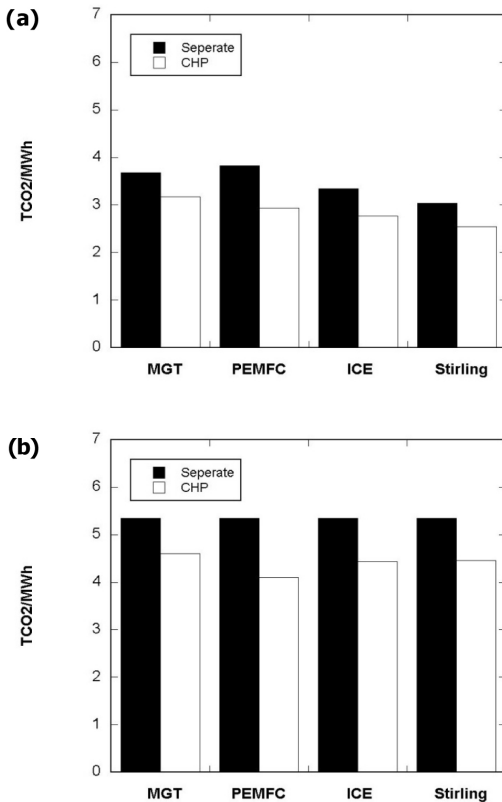 (a)
7
6
5
4
3
2
1
0
TCO2/MWh
Seperate
CHP
MGT PEMFC ICE Stirling
(b)
7
6
5
4
3
2
1
0
TCO2/MWh
Seperate
CHP
MGT PEMFC ICE Stirling